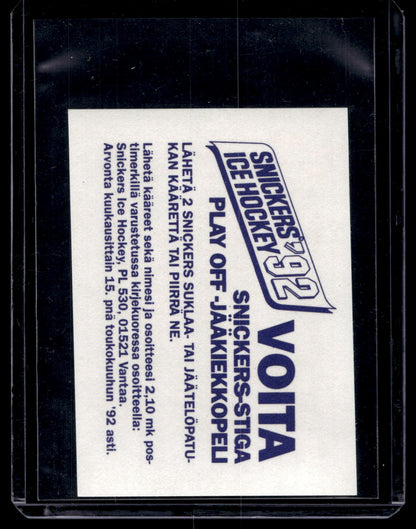 SNICKERS '92
ICE HOCKEY
VOITA
SNICKERS-STIGA
PLAY OFF -JÄÄKIEKKOPELI
LÄHETÄ 2 SNICKERS SUKLAA- TAI JÄÄTELÖPATU-
KAN KÄÄRETTÄ TAI PIIRRÄ NE.
Lähetä kääreet sekä nimesi ja osoitteesi 2,10 mk pos-
timerkillä varustetussa kirjekuoressa osoitteella:
Snickers Ice Hockey, PL 530, 01521 Vantaa.
Arvonta kuukausittain 15. pnä toukokuuhun '92 asti.